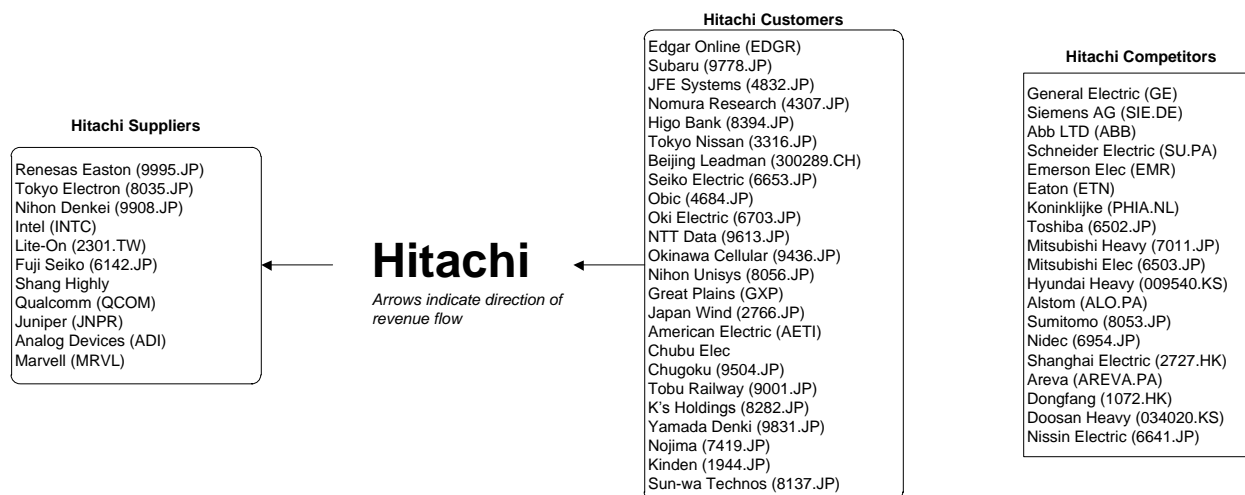 Hitachi Suppliers
Renesas Easton (9995.JP)
Tokyo Electron (8035.JP)
Nihon Denkei (9908.JP)
Intel (INTC)
Lite-On (2301.TW)
Fuji Seiko (6142.JP)
Shang Highly
Qualcomm (QCOM)
Juniper (JNPR)
Analog Devices (ADI)
Marvell (MRVL)
Hitachi
Arrows indicate direction of
revenue flow
Hitachi Customers
Edgar Online (EDGR)
Subaru (9778.JP)
JFE Systems (4832.JP)
Nomura Research (4307.JP)
Higo Bank (8394.JP)
Tokyo Nissan (3316.JP)
Beijing Leadman (300289.CH)
Seiko Electric (6653.JP)
Obic (4684.JP)
Oki Electric (6703.JP)
NTT Data (9613.JP)
Okinawa Cellular (9436.JP)
Nihon Unisys (8056.JP)
Great Plains (GXP)
Japan Wind (2766.JP)
American Electric (AETI)
Chubu Elec
Chugoku (9504.JP)
Tobu Railway (9001.JP)
K's Holdings (8282.JP)
Yamada Denki (9831.JP)
Nojima (7419.JP)
Kinden (1944.JP)
Sun-wa Technos (8137.JP)
Hitachi Competitors
General Electric (GE)
Siemens AG (SIE.DE)
Abb LTD (ABB)
Schneider Electric (SU.PA)
Emerson Elec (EMR)
Eaton (ETN)
Koninklijke (PHIA.NL)
Toshiba (6502.JP)
Mitsubishi Heavy (7011.JP)
Mitsubishi Elec (6503.JP)
Hyundai Heavy (009540.KS)
Alstom (ALO.PA)
Sumitomo (8053.JP)
Nidec (6954.JP)
Shanghai Electric (2727.HK)
Areva (AREVA.PA)
Dongfang (1072.HK)
Doosan Heavy (034020.KS)
Nissin Electric (6641.JP)